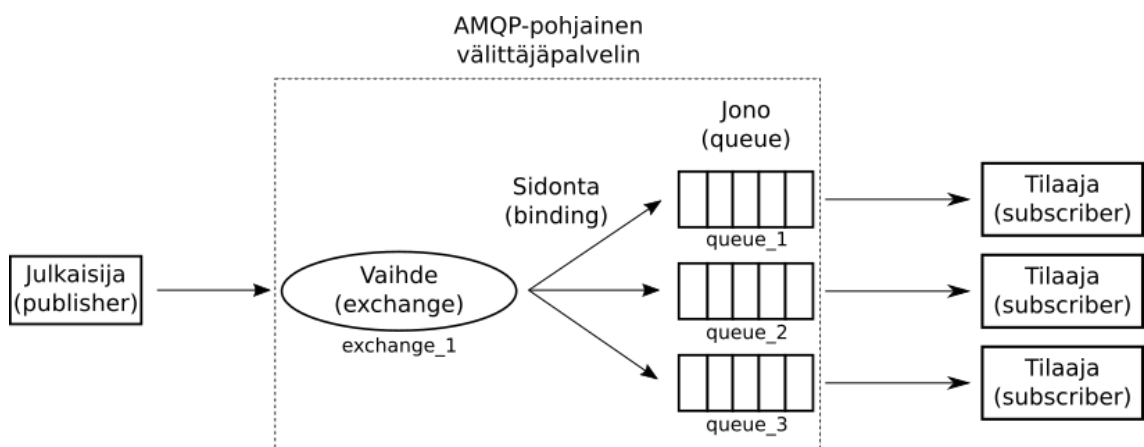 AMQP-pohjainen
välittäjäpalvelin
Jono
(queue)
Sidonta
(binding)
queue_1
Tilaaja
(subscriber)
Julkaisija
(publisher)
Vaihde
(exchange)
exchange_1
queue_2
Tilaaja
(subscriber)
queue_3
Tilaaja
(subscriber)